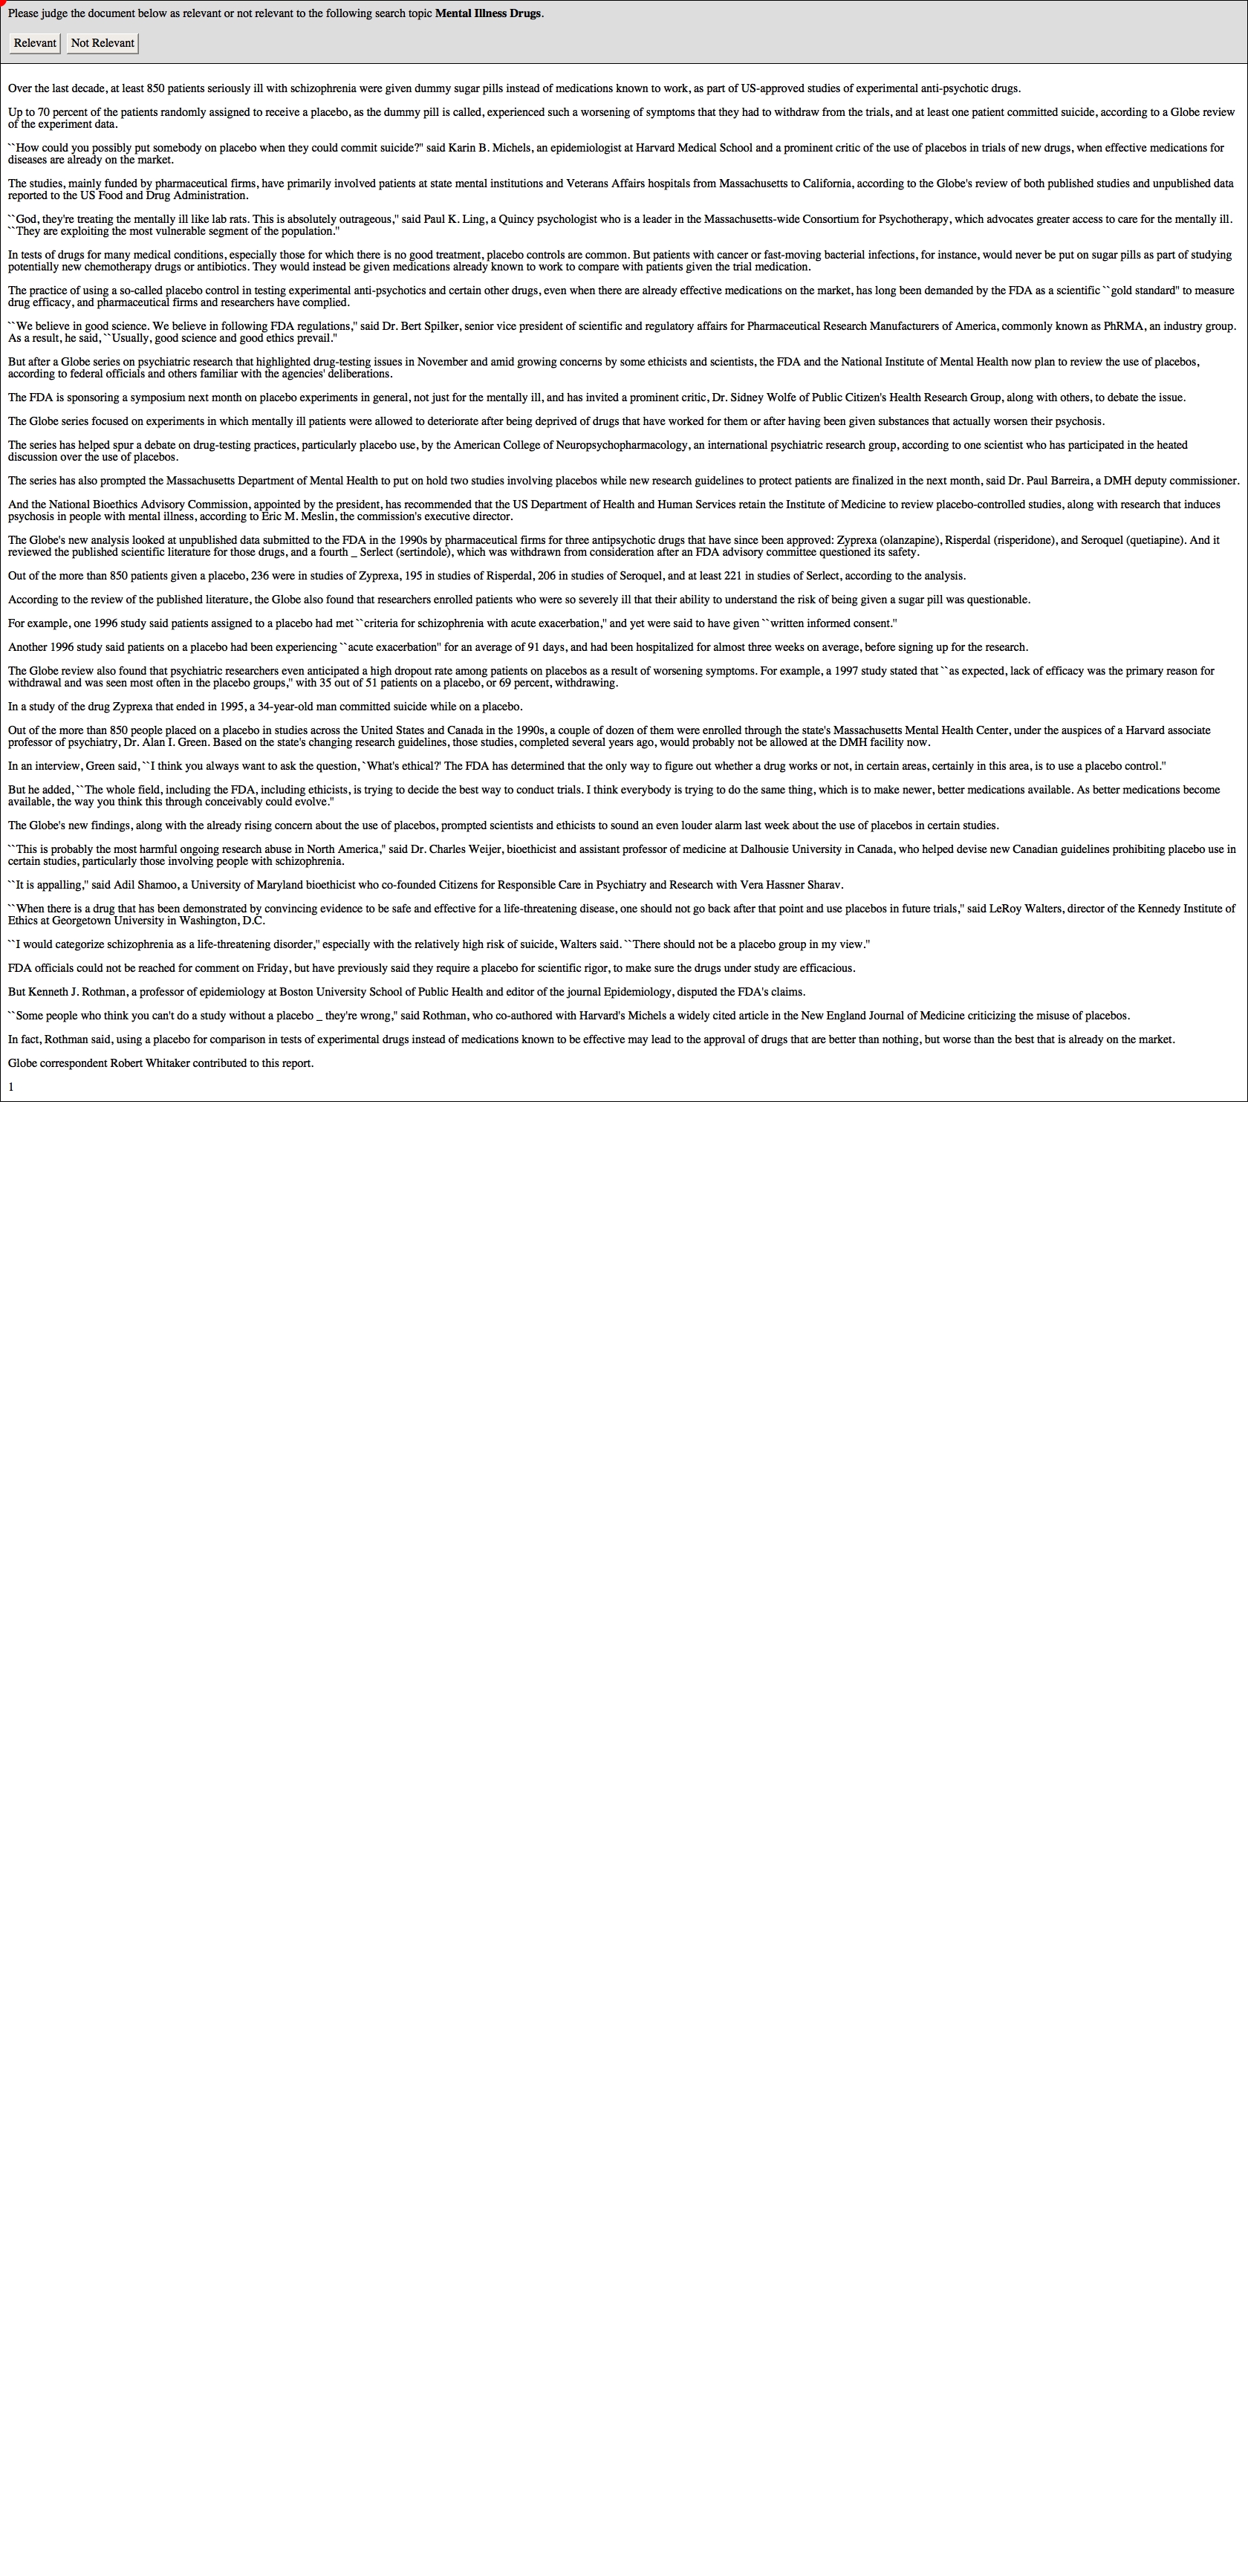 Please judge the document below as relevant or not relevant to the following search topic Mental Illness Drugs.
Relevant Not Relevant
Over the last decade, at least 850 patients seriously ill with schizophrenia were given dummy sugar pills instead of medications known to work, as part of US-approved studies of experimental anti-psychotic drugs.
Up to 70 percent of the patients randomly assigned to receive a placebo, as the dummy pill is called, experienced such a worsening of symptoms that they had to withdraw from the trials, and at least one patient committed suicide, according to a Globe review
of the experiment data.
``How could you possibly put somebody on placebo when they could commit suicide?'' said Karin B. Michels, an epidemiologist at Harvard Medical School and a prominent critic of the use of placebos in trials of new drugs, when effective medications for
diseases are already on the market.
The studies, mainly funded by pharmaceutical firms, have primarily involved patients at state mental institutions and Veterans Affairs hospitals from Massachusetts to California, according to the Globe's review of both published studies and unpublished data
reported to the US Food and Drug Administration.
``God, they're treating the mentally ill like lab rats. This is absolutely outrageous,'' said Paul K. Ling, a Quincy psychologist who is a leader in the Massachusetts-wide Consortium for Psychotherapy, which advocates greater access to care for the mentally ill.
``They are exploiting the most vulnerable segment of the population.''
In tests of drugs for many medical conditions, especially those for which there is no good treatment, placebo controls are common. But patients with cancer or fast-moving bacterial infections, for instance, would never be put on sugar pills as part of studying
potentially new chemotherapy drugs or antibiotics. They would instead be given medications already known to work to compare with patients given the trial medication.
The practice of using a so-called placebo control in testing experimental anti-psychotics and certain other drugs, even when there are already effective medications on the market, has long been demanded by the FDA as a scientific ``gold standard'' to measure
drug efficacy, and pharmaceutical firms and researchers have complied.
``We believe in good science. We believe in following FDA regulations,'' said Dr. Bert Spilker, senior vice president of scientific and regulatory affairs for Pharmaceutical Research Manufacturers of America, commonly known as PhRMA, an industry group.
As a result, he said, ``Usually, good science and good ethics prevail.''
But after a Globe series on psychiatric research that highlighted drug-testing issues in November and amid growing concerns by some ethicists and scientists, the FDA and the National Institute of Mental Health now plan to review the use of placebos,
according to federal officials and others familiar with the agencies' deliberations.
The FDA is sponsoring a symposium next month on placebo experiments in general, not just for the mentally ill, and has invited a prominent critic, Dr. Sidney Wolfe of Public Citizen's Health Research Group, along with others, to debate the issue.
The Globe series focused on experiments in which mentally ill patients were allowed to deteriorate after being deprived of drugs that have worked for them or after having been given substances that actually worsen their psychosis.
The series has helped spur a debate on drug-testing practices, particularly placebo use, by the American College of Neuropsychopharmacology, an international psychiatric research group, according to one scientist who has participated in the heated
discussion over the use of placebos.
The series has also prompted the Massachusetts Department of Mental Health to put on hold two studies involving placebos while new research guidelines to protect patients are finalized in the next month, said Dr. Paul Barreira, a DMH deputy commissioner.
And the National Bioethics Advisory Commission, appointed by the president, has recommended that the US Department of Health and Human Services retain the Institute of Medicine to review placebo-controlled studies, along with research that induces
psychosis in people with mental illness, according to Eric M. Meslin, the commission's executive director.
The Globe's new analysis looked at unpublished data submitted to the FDA in the 1990s by pharmaceutical firms for three antipsychotic drugs that have since been approved: Zyprexa (olanzapine), Risperdal (risperidone), and Seroquel (quetiapine). And it
reviewed the published scientific literature for those drugs, and a fourth _ Serlect (sertindole), which was withdrawn from consideration after an FDA advisory committee questioned its safety.
Out of the more than 850 patients given a placebo, 236 were in studies of Zyprexa, 195 in studies of Risperdal, 206 in studies of Seroquel, and at least 221 in studies of Serlect, according to the analysis.
According to the review of the published literature, the Globe also found that researchers enrolled patients who were so severely ill that their ability to understand the risk of being given a sugar pill was questionable.
For example, one 1996 study said patients assigned to a placebo had met ``criteria for schizophrenia with acute exacerbation,'' and yet were said to have given ``written informed consent.''
Another 1996 study said patients on a placebo had been experiencing ``acute exacerbation'' for an average of 91 days, and had been hospitalized for almost three weeks on average, before signing up for the research.
The Globe review also found that psychiatric researchers even anticipated a high dropout rate among patients on placebos as a result of worsening symptoms. For example, a 1997 study stated that ``as expected, lack of efficacy was the primary reason for
withdrawal and was seen most often in the placebo groups,'' with 35 out of 51 patients on a placebo, or 69 percent, withdrawing.
In a study of the drug Zyprexa that ended in 1995, a 34-year-old man committed suicide while on a placebo.
Out of the more than 850 people placed on a placebo in studies across the United States and Canada in the 1990s, a couple of dozen of them were enrolled through the state's Massachusetts Mental Health Center, under the auspices of a Harvard associate
professor of psychiatry, Dr. Alan I. Green. Based on the state's changing research guidelines, those studies, completed several years ago, would probably not be allowed at the DMH facility now.
In an interview, Green said, ``I think you always want to ask the question, `What's ethical?' The FDA has determined that the only way to figure out whether a drug works or not, in certain areas, certainly in this area, is to use a placebo control.''
But he added, ``The whole field, including the FDA, including ethicists, is trying to decide the best way to conduct trials. I think everybody is trying to do the same thing, which is to make newer, better medications available. As better medications become
available, the way you think this through conceivably could evolve.''
The Globe's new findings, along with the already rising concern about the use of placebos, prompted scientists and ethicists to sound an even louder alarm last week about the use of placebos in certain studies.
``This is probably the most harmful ongoing research abuse in North America,'' said Dr. Charles Weijer, bioethicist and assistant professor of medicine at Dalhousie University in Canada, who helped devise new Canadian guidelines prohibiting placebo use in
certain studies, particularly those involving people with schizophrenia.
``It is appalling,'' said Adil Shamoo, a University of Maryland bioethicist who co-founded Citizens for Responsible Care in Psychiatry and Research with Vera Hassner Sharav.
``When there is a drug that has been demonstrated by convincing evidence to be safe and effective for a life-threatening disease, one should not go back after that point and use placebos in future trials,'' said LeRoy Walters, director of the Kennedy Institute of
Ethics at Georgetown University in Washington, D.C.
``I would categorize schizophrenia as a life-threatening disorder,'' especially with the relatively high risk of suicide, Walters said. ``There should not be a placebo group in my view.''
FDA officials could not be reached for comment on Friday, but have previously said they require a placebo for scientific rigor, to make sure the drugs under study are efficacious.
But Kenneth J. Rothman, a professor of epidemiology at Boston University School of Public Health and editor of the journal Epidemiology, disputed the FDA's claims.
``Some people who think you can't do a study without a placebo _ they're wrong,'' said Rothman, who co-authored with Harvard's Michels a widely cited article in the New England Journal of Medicine criticizing the misuse of placebos.
In fact, Rothman said, using a placebo for comparison in tests of experimental drugs instead of medications known to be effective may lead to the approval of drugs that are better than nothing, but worse than the best that is already on the market.
Globe correspondent Robert Whitaker contributed to this report.
1